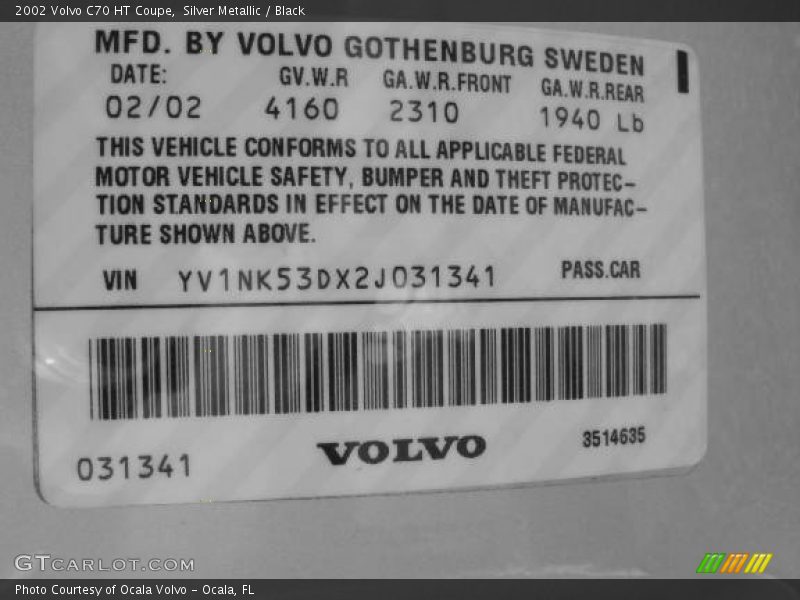 2002 Volvo C70 HT Coupe,  Silver Metallic / Black
MFD. BY VOLVO GOTHENBURG SWEDEN
DATE: GV.W.R GA.W.R.FRONT GA.W.R.REAR
02/02 4160 2310 1940 Lb
THIS VEHICLE CONFORMS TO ALL APPLICABLE FEDERAL
MOTOR VEHICLE SAFETY, BUMPER AND THEFT PROTEC-
TION STANDARDS IN EFFECT ON THE DATE OF MANUFAC-
TURE SHOWN ABOVE.
VIN YV1NK53DX2J031341 PASS.CAR
031341 VOLVO 3514635
GTCARLOT.COM
Photo Courtesy of Ocala Volvo - Ocala, FL